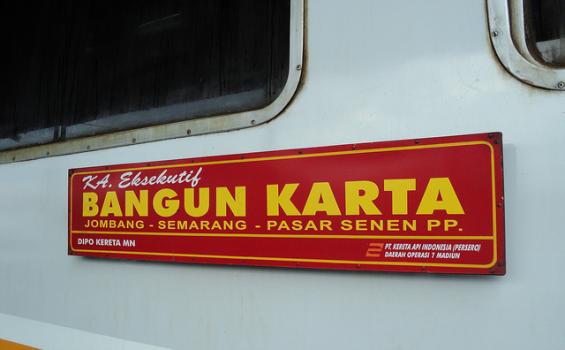 KA. Eksekutif
BANGUN KARTA
JOMBANG - SEMARANG - PASAR SENEN PP.
DIPO KERETA MN
PT. KERETA API INDONESIA (PERSERO)
DAERAH OPERASI 7 MADIUN